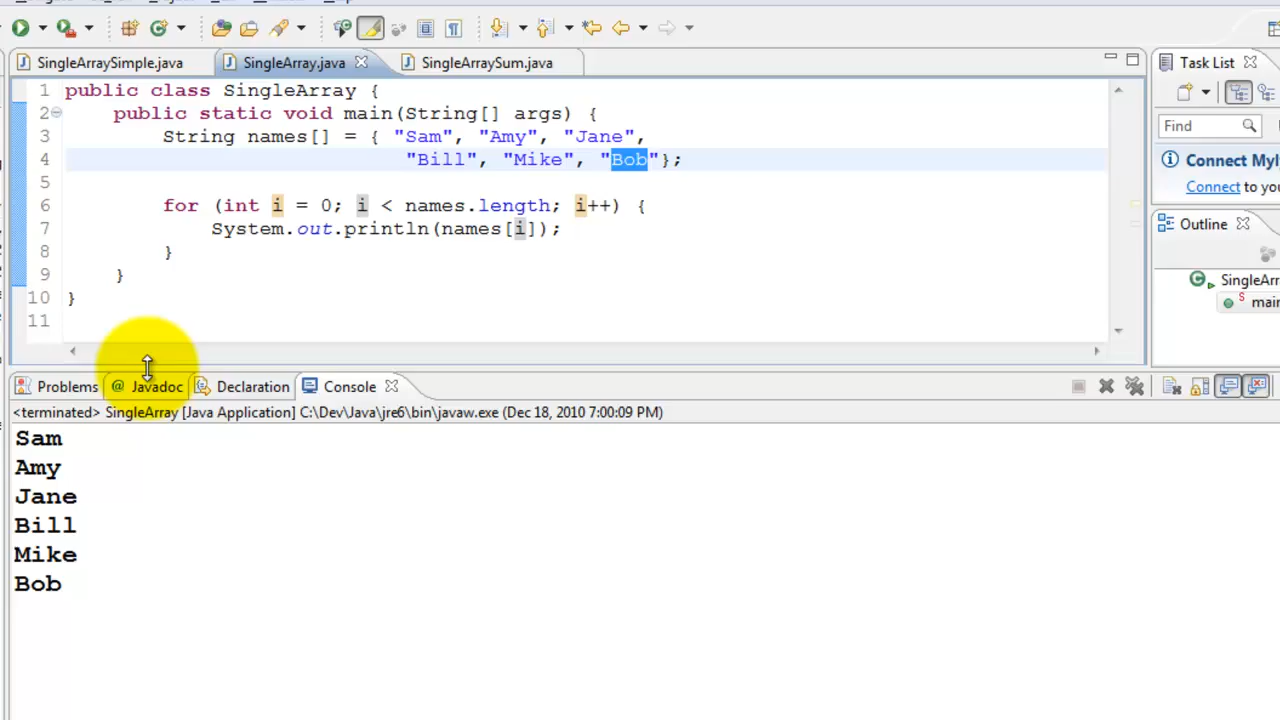 SingleArraySimple.java SingleArray.java SingleArraySum.java
Task List
1 public class SingleArray {
2 public static void main(String[] args) {
3 String names[] = { "Sam", "Amy", "Jane",
4 "Bill", "Mike", "Bob"};
5
6 for (int i = 0; i < names.length; i++) {
7 System.out.println(names[i]);
8 }
9 }
10 }
11
Find
Connect Myl
Connect to you
Outline
SingleArr
main
Problems @ Javadoc Declaration Console
<terminated> SingleArray [Java Application] C:\Dev\Java\jre6\bin\javaw.exe (Dec 18, 2010 7:00:09 PM)
Sam
Amy
Jane
Bill
Mike
Bob